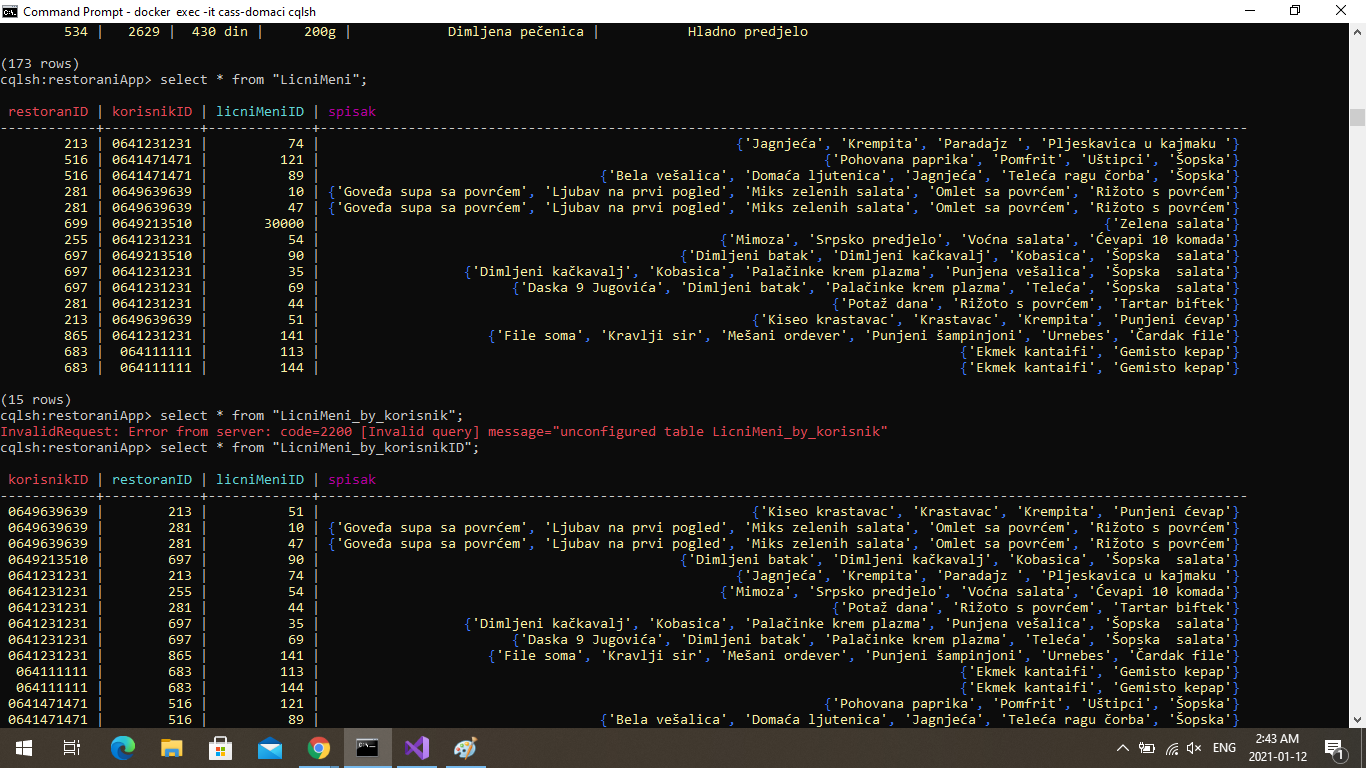 Command Prompt - docker exec -it cass-domaci cqlsh
534 | 2629 | 430 din | 200g | Dimljena pečenica | Hladno predjelo
(173 rows)
cqlsh:restoraniApp> select * from "LicniMeni";
restoranID | korisnikID | licniMeniID | spisak
213 | 0641231231 | 74 | {'Jagnjeća', 'Krempita', 'Paradajz ', 'Pljeskavica u kajmaku '}
516 | 0641471471 | 121 | {'Pohovana paprika', 'Pomfrit', 'Uštipci', 'Šopska'}
516 | 0641471471 | 89 | {'Bela vešalica', 'Domaća ljutenica', 'Jagnjeća', 'Teleća ragu čorba', 'Šopska'}
281 | 0649639639 | 10 | {'Goveđa supa sa povrćem', 'Ljubav na prvi pogled', 'Miks zelenih salata', 'Omlet sa povrćem', 'Rižoto s povrćem'}
281 | 0649639639 | 47 | {'Goveđa supa sa povrćem', 'Ljubav na prvi pogled', 'Miks zelenih salata', 'Omlet sa povrćem', 'Rižoto s povrćem'}
699 | 0649213510 | 30000 | {'Zelena salata'}
255 | 0641231231 | 54 | {'Mimoza', 'Srpsko predjelo', 'Voćna salata', 'Ćevapi 10 komada'}
697 | 0649213510 | 90 | {'Dimljeni batak', 'Dimljeni kačkavalj', 'Kobasica', 'Šopska  salata'}
697 | 0641231231 | 35 | {'Dimljeni kačkavalj', 'Kobasica', 'Palačinke krem plazma', 'Punjena vešalica', 'Šopska  salata'}
697 | 0641231231 | 69 | {'Daska 9 Jugovića', 'Dimljeni batak', 'Palačinke krem plazma', 'Teleća', 'Šopska  salata'}
281 | 0641231231 | 44 | {'Potaž dana', 'Rižoto s povrćem', 'Tartar biftek'}
213 | 0649639639 | 51 | {'Kiseo krastavac', 'Krastavac', 'Krempita', 'Punjeni ćevap'}
865 | 0641231231 | 141 | {'File soma', 'Kravlji sir', 'Mešani ordever', 'Punjeni šampinjoni', 'Urnebes', 'Čardak file'}
683 | 064111111 | 113 | {'Ekmek kantaifi', 'Gemisto kepap'}
683 | 064111111 | 144 | {'Ekmek kantaifi', 'Gemisto kepap'}
(15 rows)
cqlsh:restoraniApp> select * from "LicniMeni_by_korisnik";
InvalidRequest: Error from server: code=2200 [Invalid query] message="unconfigured table LicniMeni_by_korisnik"
cqlsh:restoraniApp> select * from "LicniMeni_by_korisnikID";
korisnikID | restoranID | licniMeniID | spisak
0649639639 | 213 | 51 | {'Kiseo krastavac', 'Krastavac', 'Krempita', 'Punjeni ćevap'}
0649639639 | 281 | 10 | {'Goveđa supa sa povrćem', 'Ljubav na prvi pogled', 'Miks zelenih salata', 'Omlet sa povrćem', 'Rižoto s povrćem'}
0649639639 | 281 | 47 | {'Goveđa supa sa povrćem', 'Ljubav na prvi pogled', 'Miks zelenih salata', 'Omlet sa povrćem', 'Rižoto s povrćem'}
0649213510 | 697 | 90 | {'Dimljeni batak', 'Dimljeni kačkavalj', 'Kobasica', 'Šopska  salata'}
0641231231 | 213 | 74 | {'Jagnjeća', 'Krempita', 'Paradajz ', 'Pljeskavica u kajmaku '}
0641231231 | 255 | 54 | {'Mimoza', 'Srpsko predjelo', 'Voćna salata', 'Ćevapi 10 komada'}
0641231231 | 281 | 44 | {'Potaž dana', 'Rižoto s povrćem', 'Tartar biftek'}
0641231231 | 697 | 35 | {'Dimljeni kačkavalj', 'Kobasica', 'Palačinke krem plazma', 'Punjena vešalica', 'Šopska  salata'}
0641231231 | 697 | 69 | {'Daska 9 Jugovića', 'Dimljeni batak', 'Palačinke krem plazma', 'Teleća', 'Šopska  salata'}
0641231231 | 865 | 141 | {'File soma', 'Kravlji sir', 'Mešani ordever', 'Punjeni šampinjoni', 'Urnebes', 'Čardak file'}
064111111 | 683 | 113 | {'Ekmek kantaifi', 'Gemisto kepap'}
064111111 | 683 | 144 | {'Ekmek kantaifi', 'Gemisto kepap'}
0641471471 | 516 | 121 | {'Pohovana paprika', 'Pomfrit', 'Uštipci', 'Šopska'}
0641471471 | 516 | 89 | {'Bela vešalica', 'Domaća ljutenica', 'Jagnjeća', 'Teleća ragu čorba', 'Šopska'}
ENG
2:43 AM
2021-01-12
1